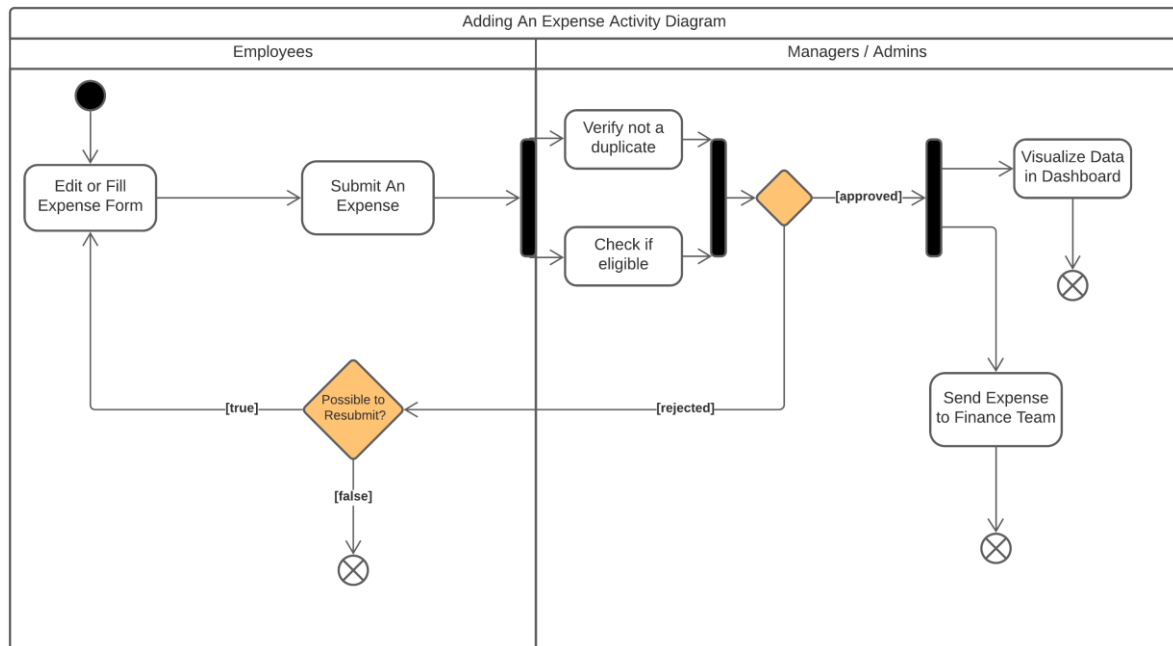 Adding An Expense Activity Diagram
Employees
Managers / Admins
Edit or Fill
Expense Form
Submit An
Expense
Verify not a
duplicate
Check if
eligible
[approved]
Visualize Data
in Dashboard
Send Expense
to Finance Team
[rejected]
Possible to
Resubmit?
[true]
[false]